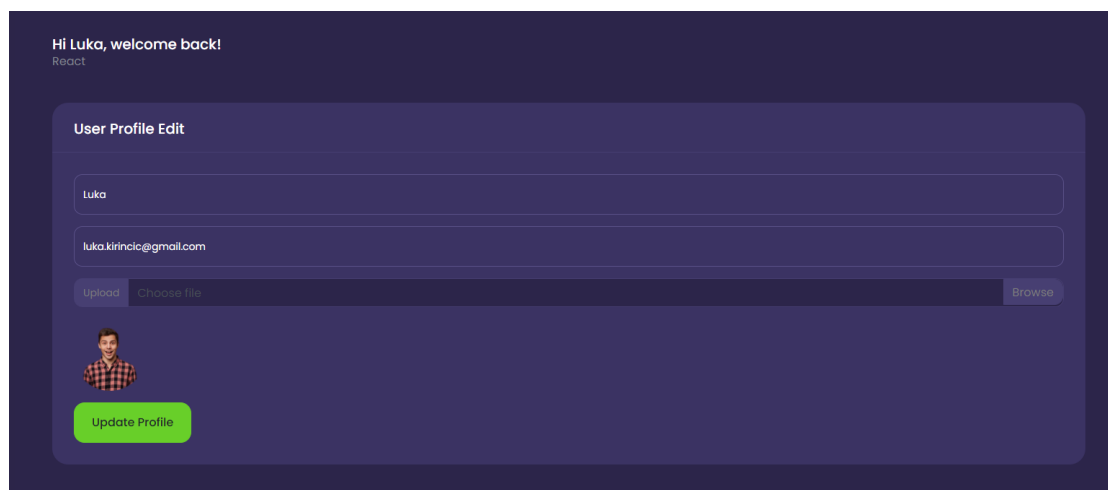 Hi Luka, welcome back!
React
User Profile Edit
Luka
luka.kirincic@gmail.com
Upload Choose file Browse
Update Profile